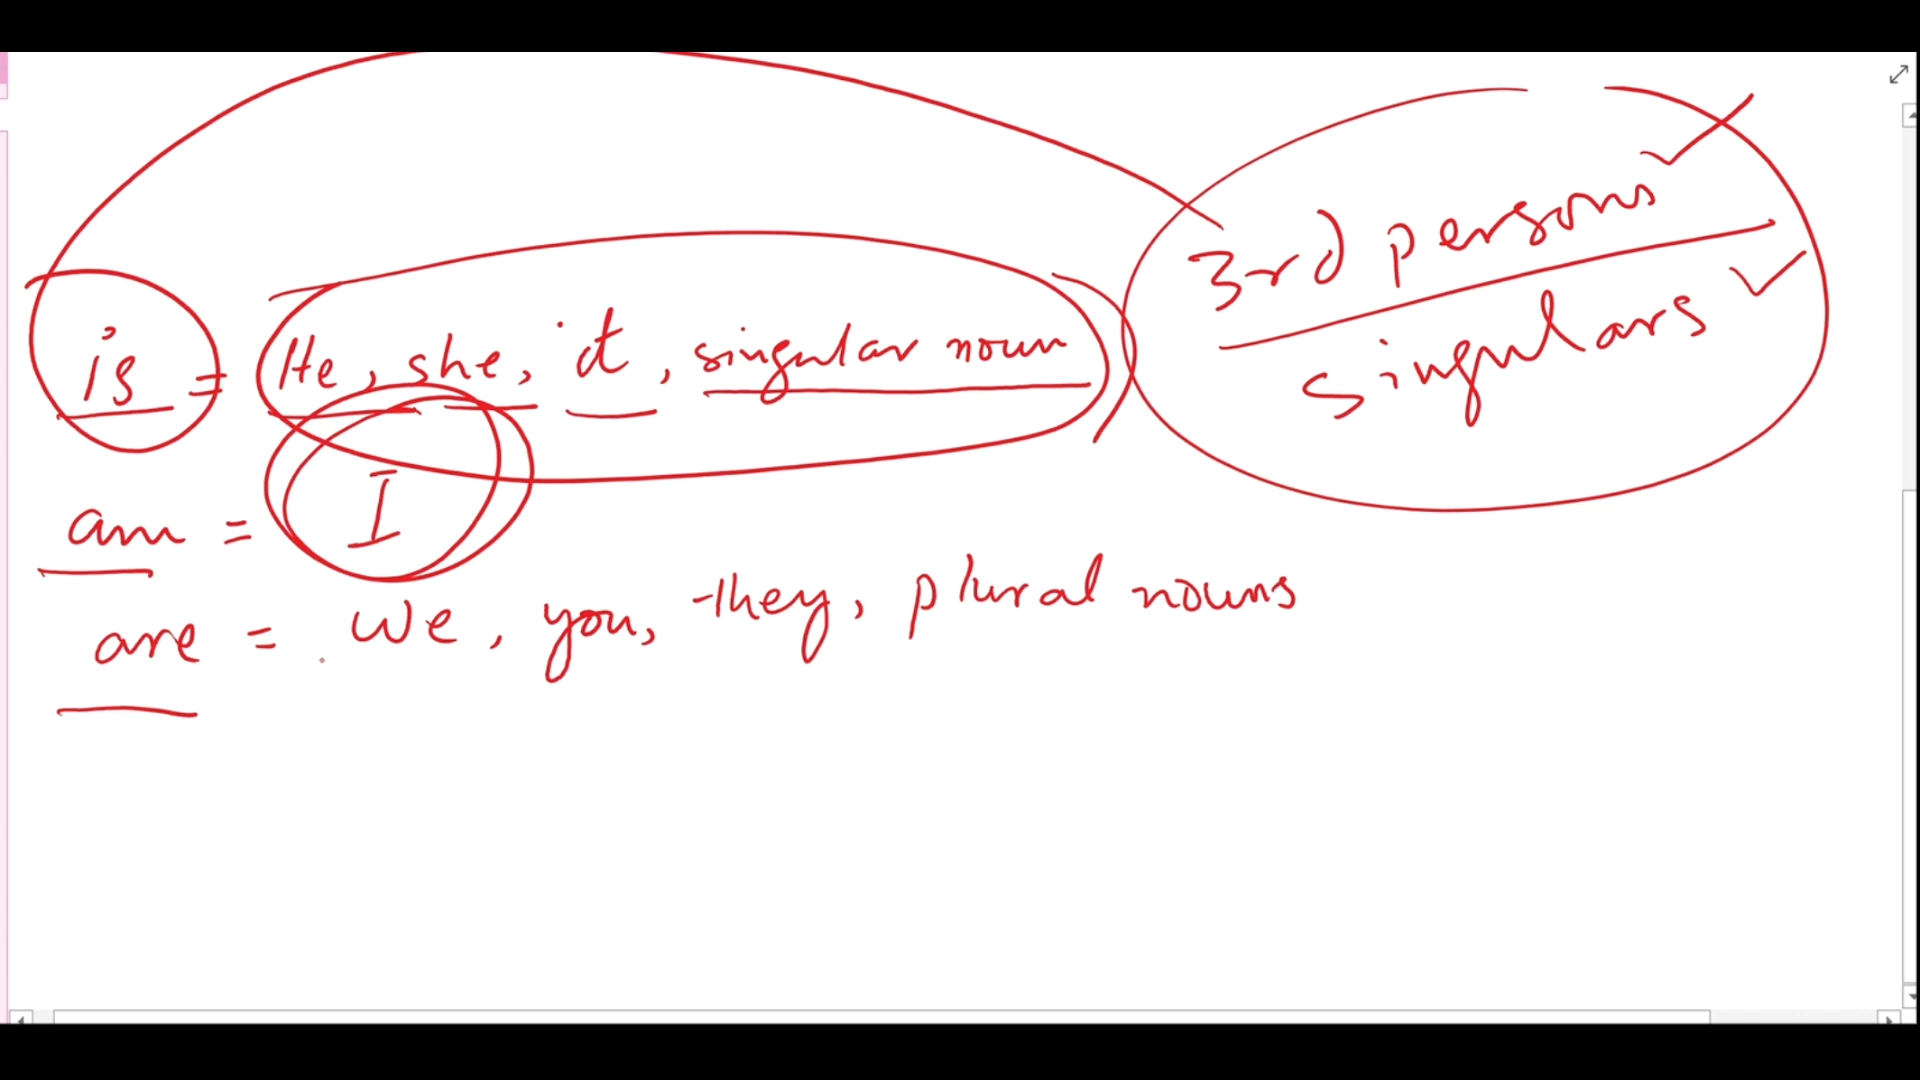 3rd persons
singulars
is = He, she, it, singular noun
am = I
are = We, you, they, plural nouns